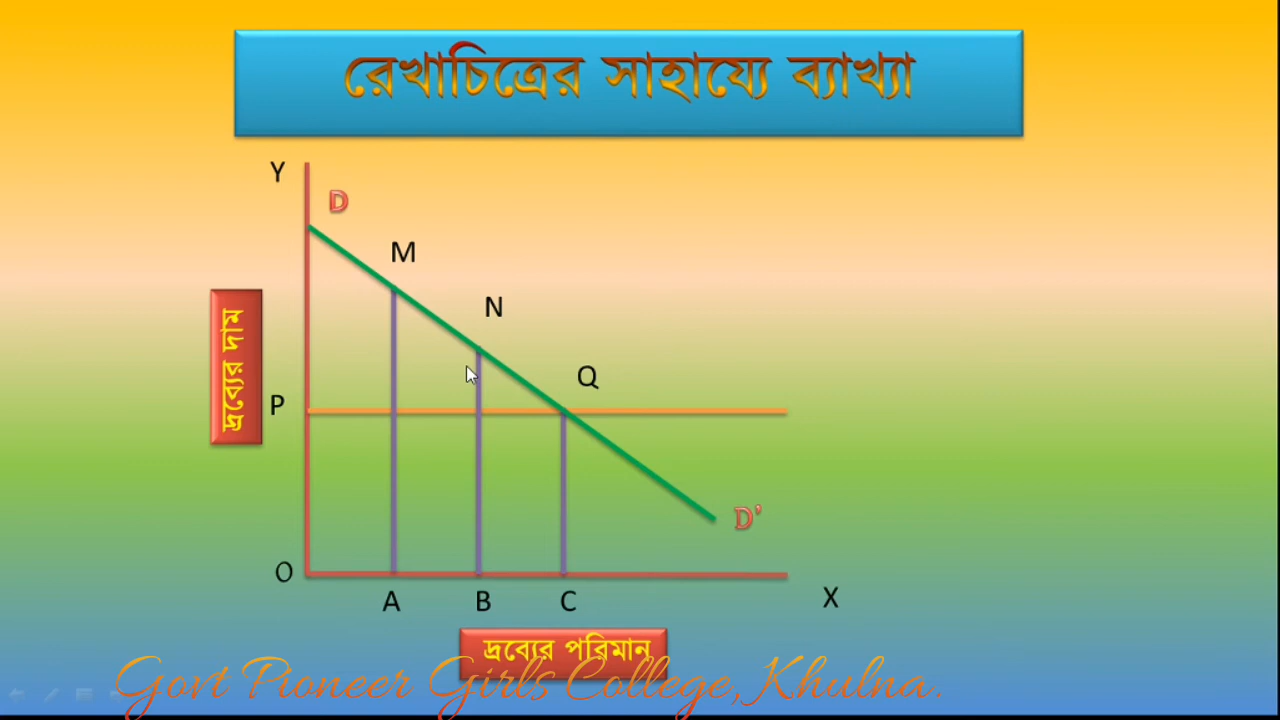 রেখাচিত্রের সাহায্যে ব্যাখ্যা
Y
D
M
N
দ্রব্যের দাম
Q
P
D'
O
A B C
X
দ্রব্যের পরিমান
Govt Pioneer Girls College, Khulna.